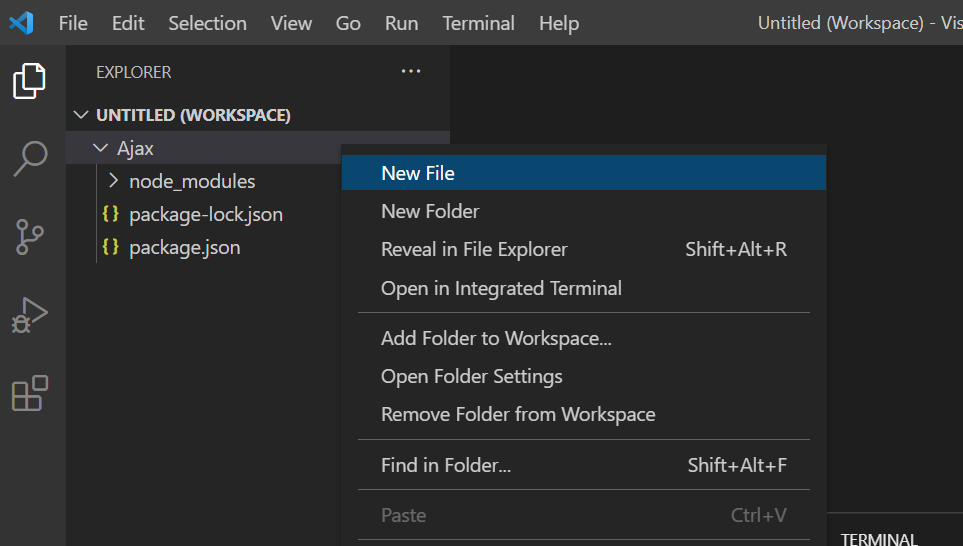 File Edit Selection View Go Run Terminal Help Untitled (Workspace) - Vis
EXPLORER
UNTITLED (WORKSPACE)
Ajax
node_modules
{} package-lock.json
{} package.json
New File
New Folder
Reveal in File Explorer Shift+Alt+R
Open in Integrated Terminal
Add Folder to Workspace...
Open Folder Settings
Remove Folder from Workspace
Find in Folder... Shift+Alt+F
Paste Ctrl+V
TERMINAL